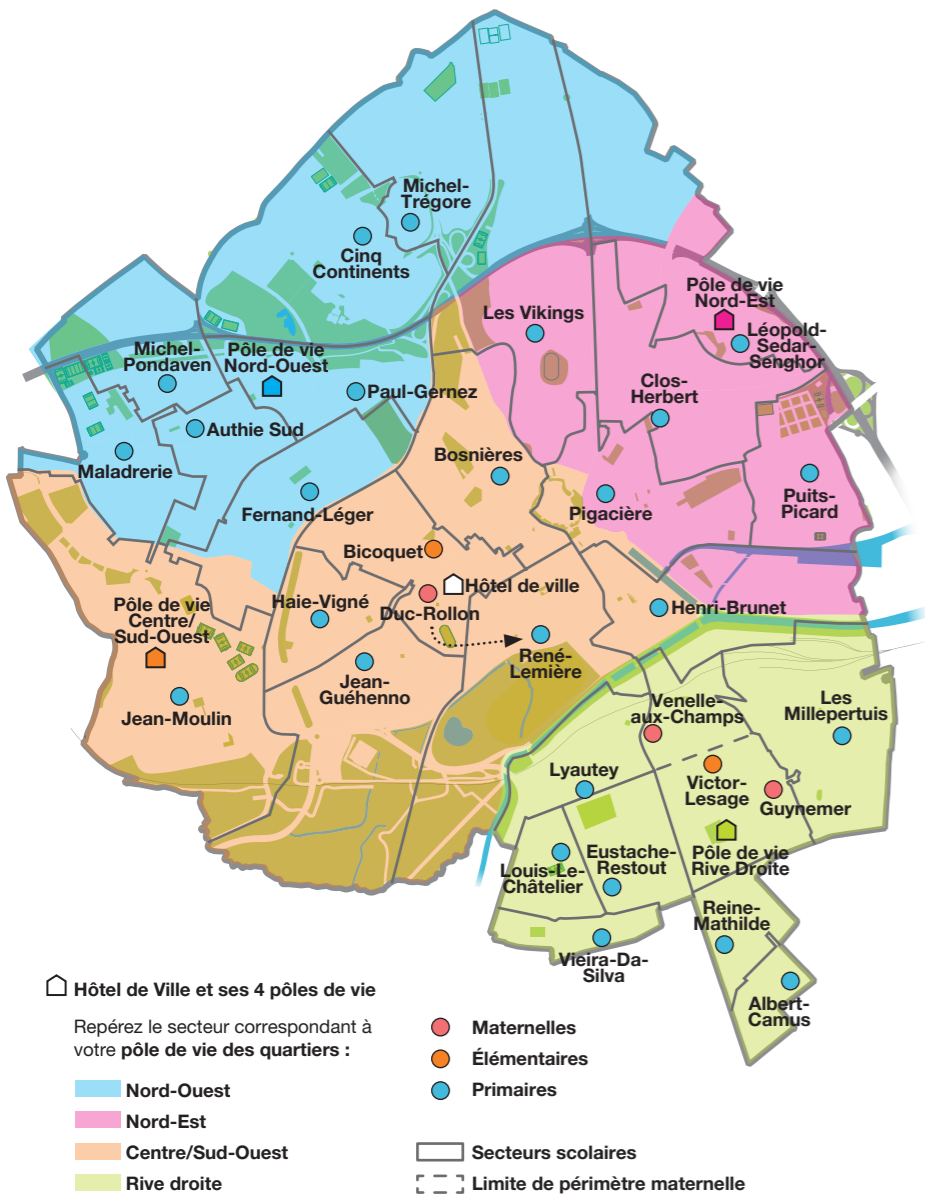 Michel-
Trégore
Cinq
Continents
Pôle de vie
Nord-Est
Les Vikings
Léopold-
Sedar-
Senghor
Michel-
Pondaven
Pôle de vie
Nord-Ouest
Paul-Gernez
Clos-
Herbert
Authie Sud
Maladrerie
Bosnières
Fernand-Léger
Pigacière
Puits-
Picard
Bicoquet
Hôtel de ville
Duc-Rollon
Haie-Vigné
Henri-Brunet
Pôle de vie
Centre/
Sud-Ouest
René-
Lemière
Jean-
Guéhenno
Jean-Moulin
Venelle-
aux-Champs
Les
Millepertuis
Lyautey
Victor-
Lesage
Guynemer
Pôle de vie
Rive Droite
Louis-Le-
Châtelier
Eustache-
Restout
Reine-
Mathilde
Vieira-Da-
Silva
Albert-
Camus
Hôtel de Ville et ses 4 pôles de vie
Repérez le secteur correspondant à
votre pôle de vie des quartiers :
Nord-Ouest
Nord-Est
Centre/Sud-Ouest
Rive droite
Maternelles
Élémentaires
Primaires
Secteurs scolaires
Limite de périmètre maternelle